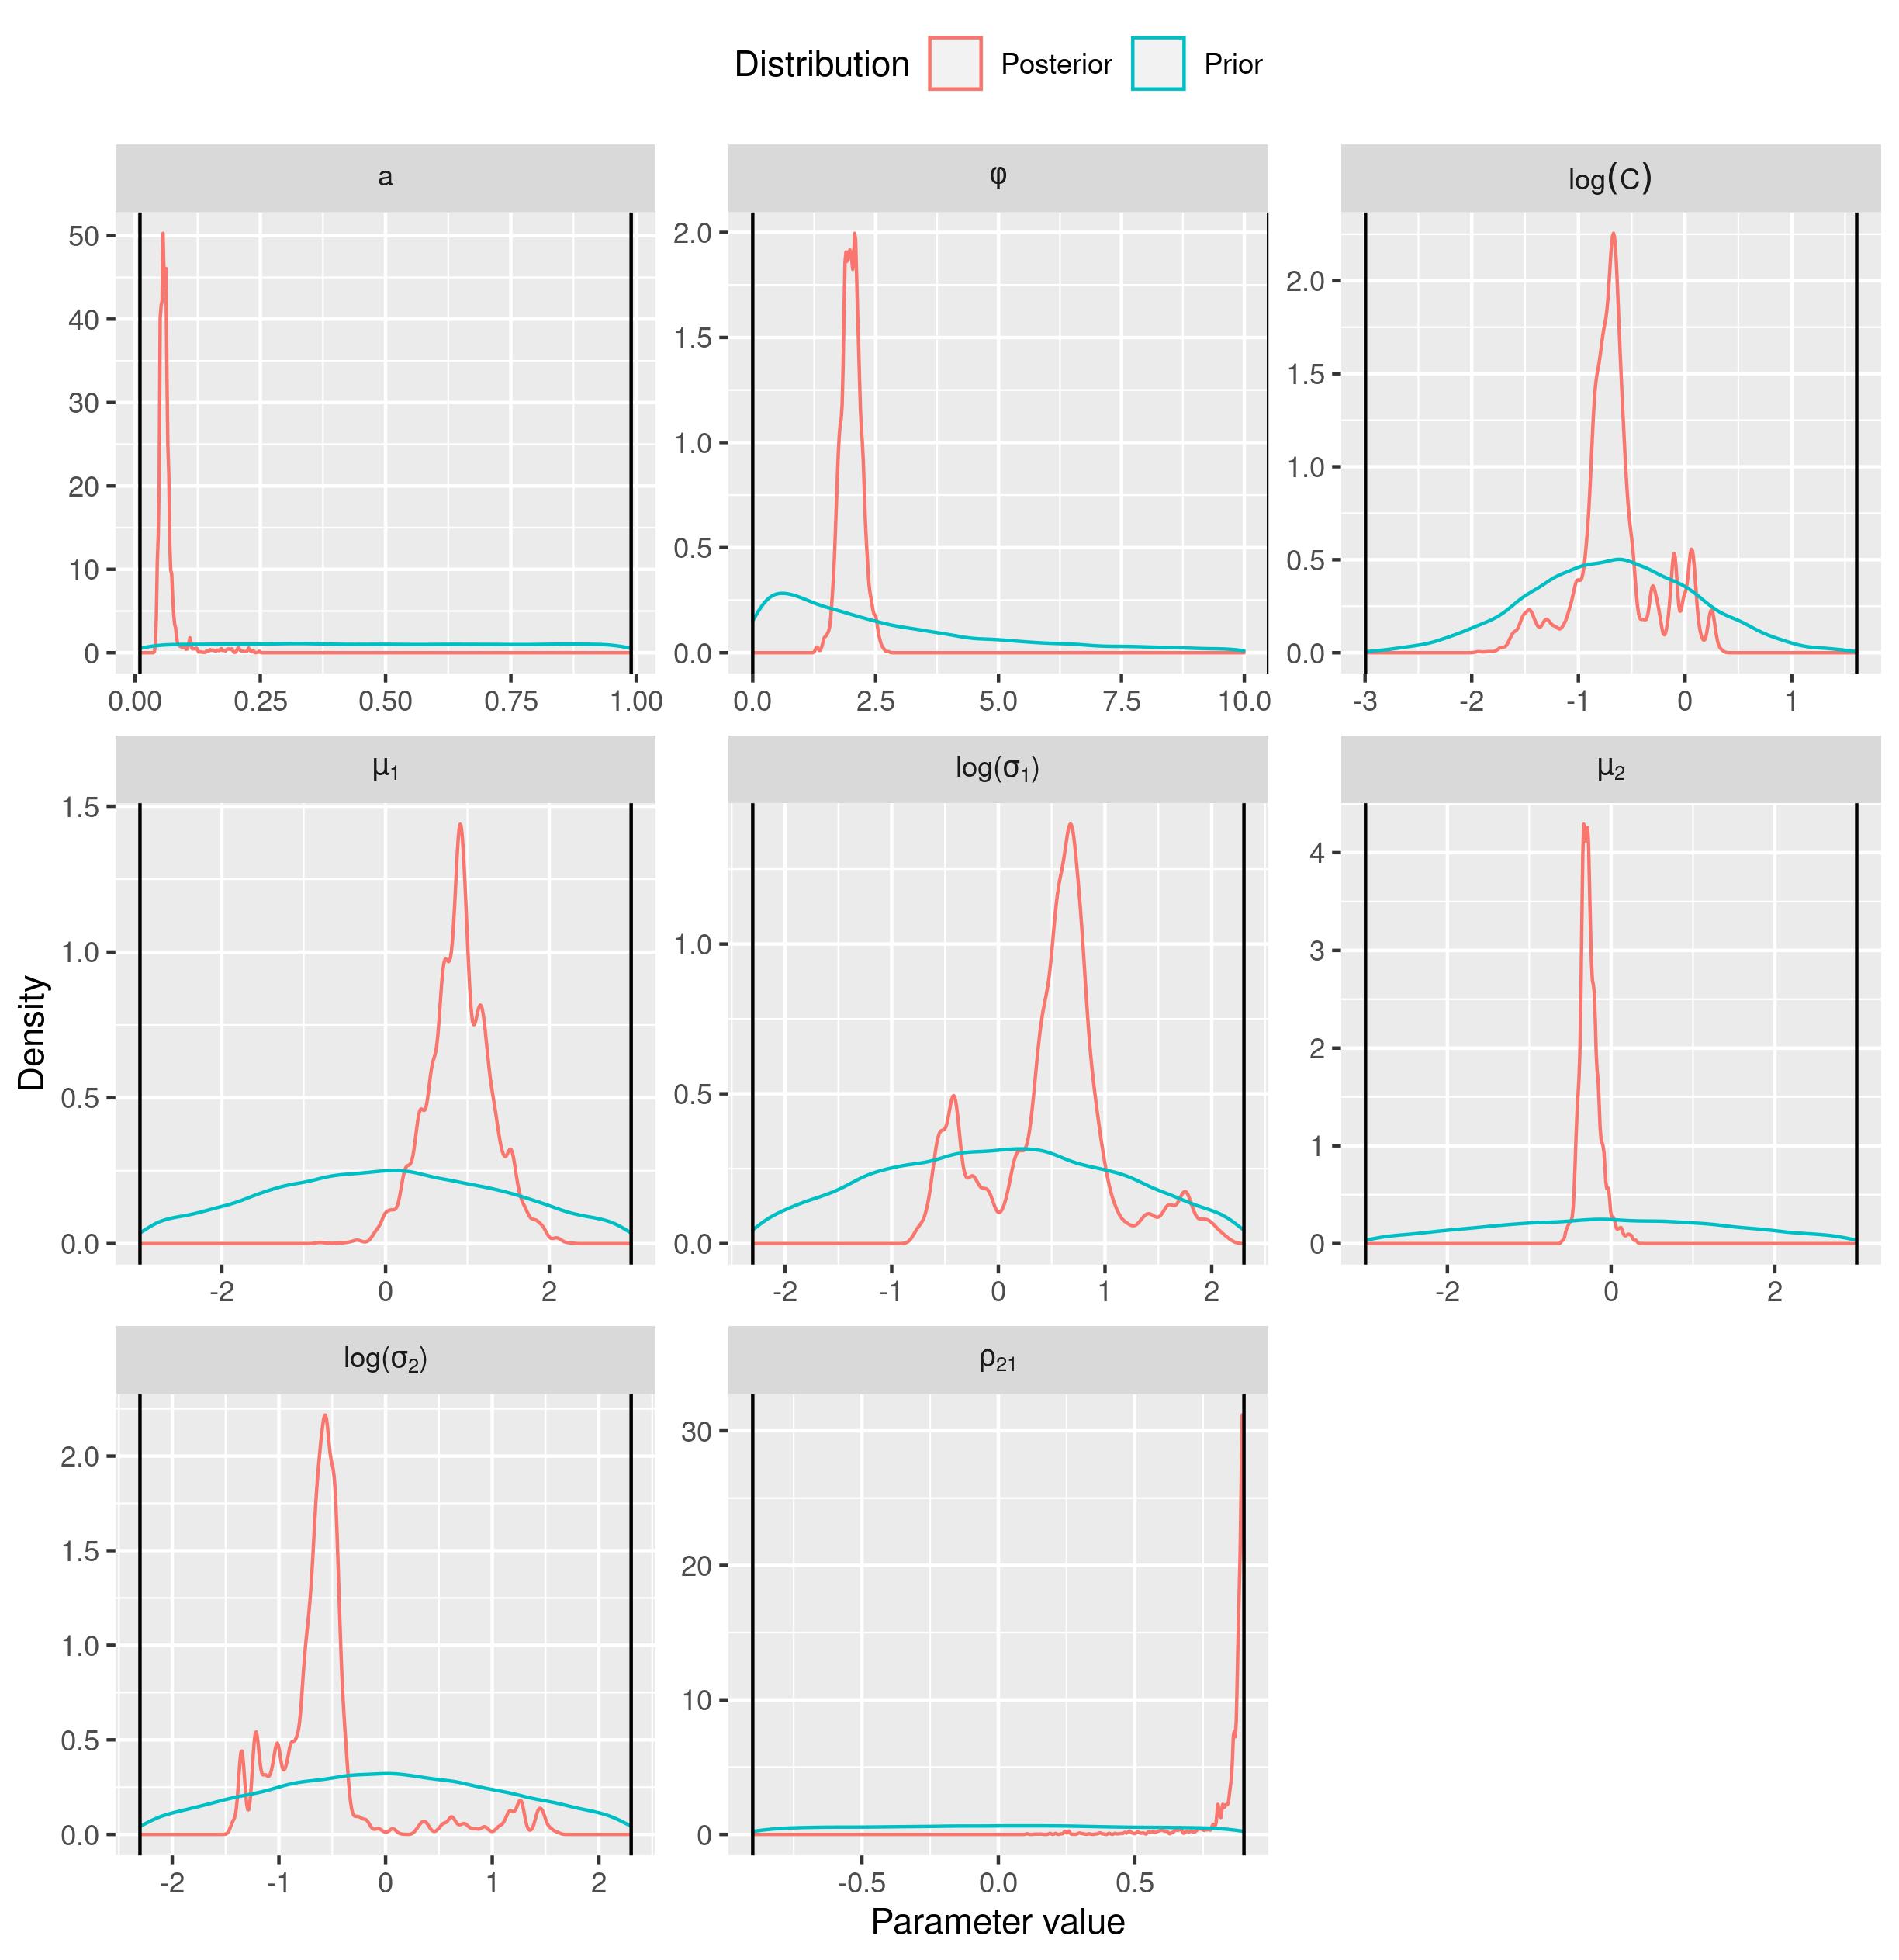 Distribution Posterior Prior
a φ log(C)
50 2.0 2.0
40 1.5 1.5
30 1.0 1.0
20 0.5 0.5
10 0.0 0.0
0
0.00 0.25 0.50 0.75 1.00 0.0 2.5 5.0 7.5 10.0 -3 -2 -1 0 1
μ₁ log(σ₁) μ₂
1.5 1.0 4
1.0 0.5 3
0.5 0.0 2
0.0 1
0
-2 0 2 -2 -1 0 1 2 -2 0 2
Density
log(σ₂) ρ₂₁
2.0 30
1.5 20
1.0 10
0.5 0
0.0
-2 -1 0 1 2 -0.5 0.0 0.5
Parameter value